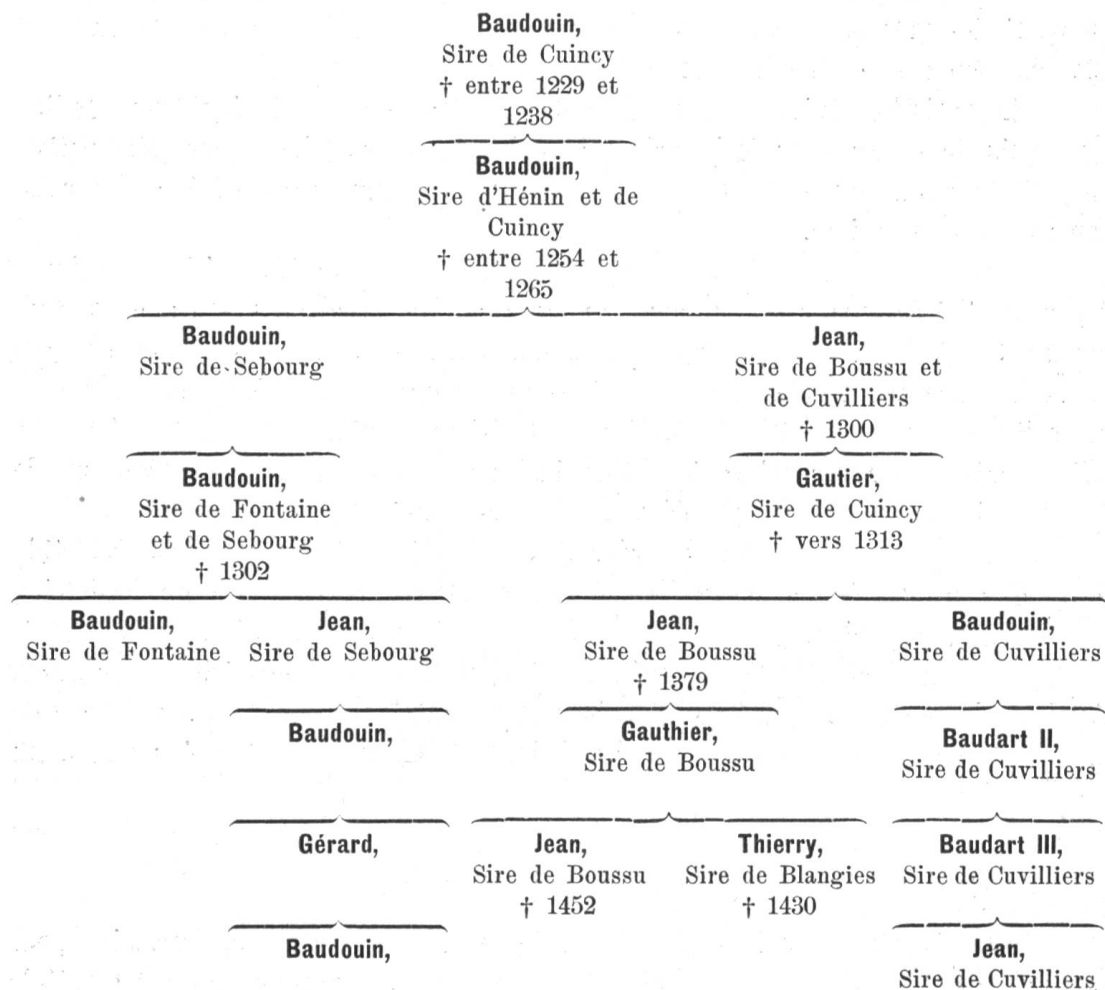 Baudouin,
Sire de Cuincy
† entre 1229 et
1238
Baudouin,
Sire d'Hénin et de
Cuincy
† entre 1254 et
1265
Baudouin,
Sire de Sebourg
Jean,
Sire de Boussu et
de Cuvilliers
† 1300
Baudouin,
Sire de Fontaine
et de Sebourg
† 1302
Gautier,
Sire de Cuincy
† vers 1313
Baudouin,
Sire de Fontaine
Jean,
Sire de Sebourg
Jean,
Sire de Boussu
† 1379
Baudouin,
Sire de Cuvilliers
Baudouin,
Gauthier,
Sire de Boussu
Baudart II,
Sire de Cuvilliers
Gérard,
Jean,
Sire de Boussu
† 1452
Thierry,
Sire de Blangies
† 1430
Baudart III,
Sire de Cuvilliers
Baudouin,
Jean,
Sire de Cuvilliers